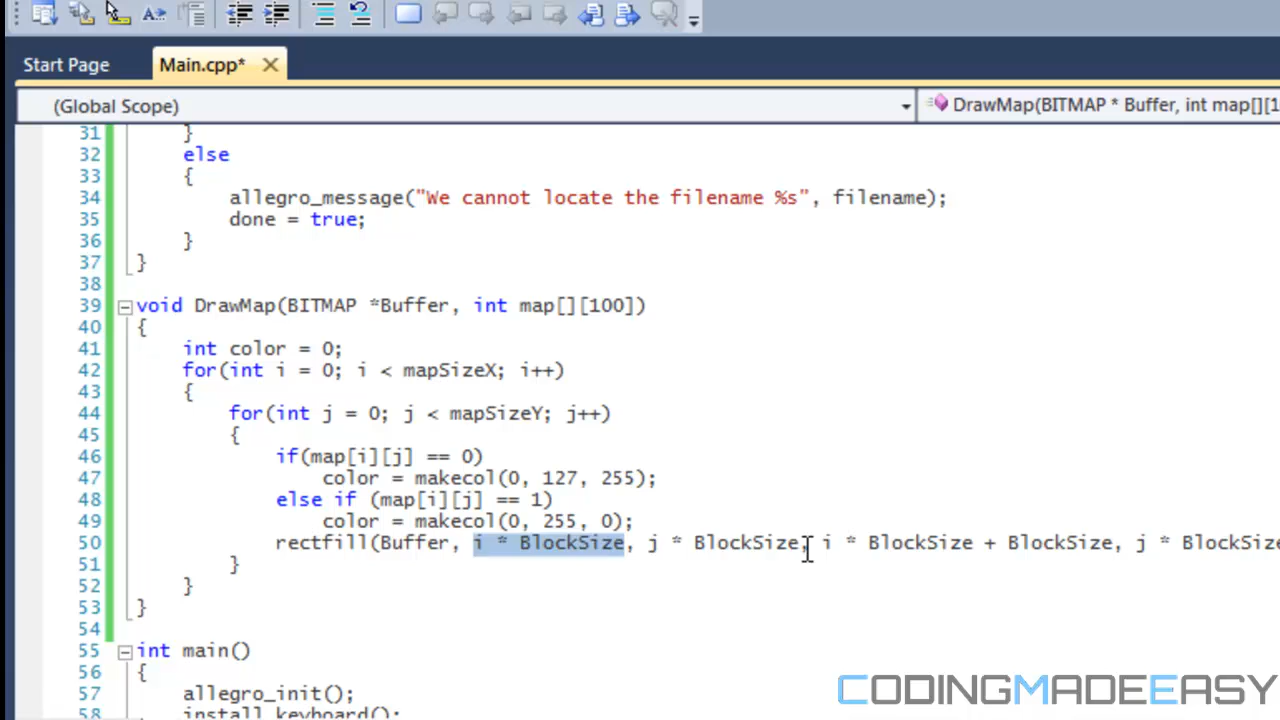 Start Page Main.cpp*
(Global Scope) DrawMap(BITMAP * Buffer, int map[][1
31 }
32 else
33 {
34 allegro_message("We cannot locate the filename %s", filename);
35 done = true;
36 }
37 }
38
39 void DrawMap(BITMAP *Buffer, int map[][100])
40 {
41 int color = 0;
42 for(int i = 0; i < mapSizeX; i++)
43 {
44 for(int j = 0; j < mapSizeY; j++)
45 {
46 if(map[i][j] == 0)
47 color = makecol(0, 127, 255);
48 else if (map[i][j] == 1)
49 color = makecol(0, 255, 0);
50 rectfill(Buffer, i * BlockSize, j * BlockSize, i * BlockSize + BlockSize, j * BlockSize
51 }
52 }
53 }
54
55 int main()
56 {
57 allegro_init();
58 install_keyboard();
CODINGMADEEASY